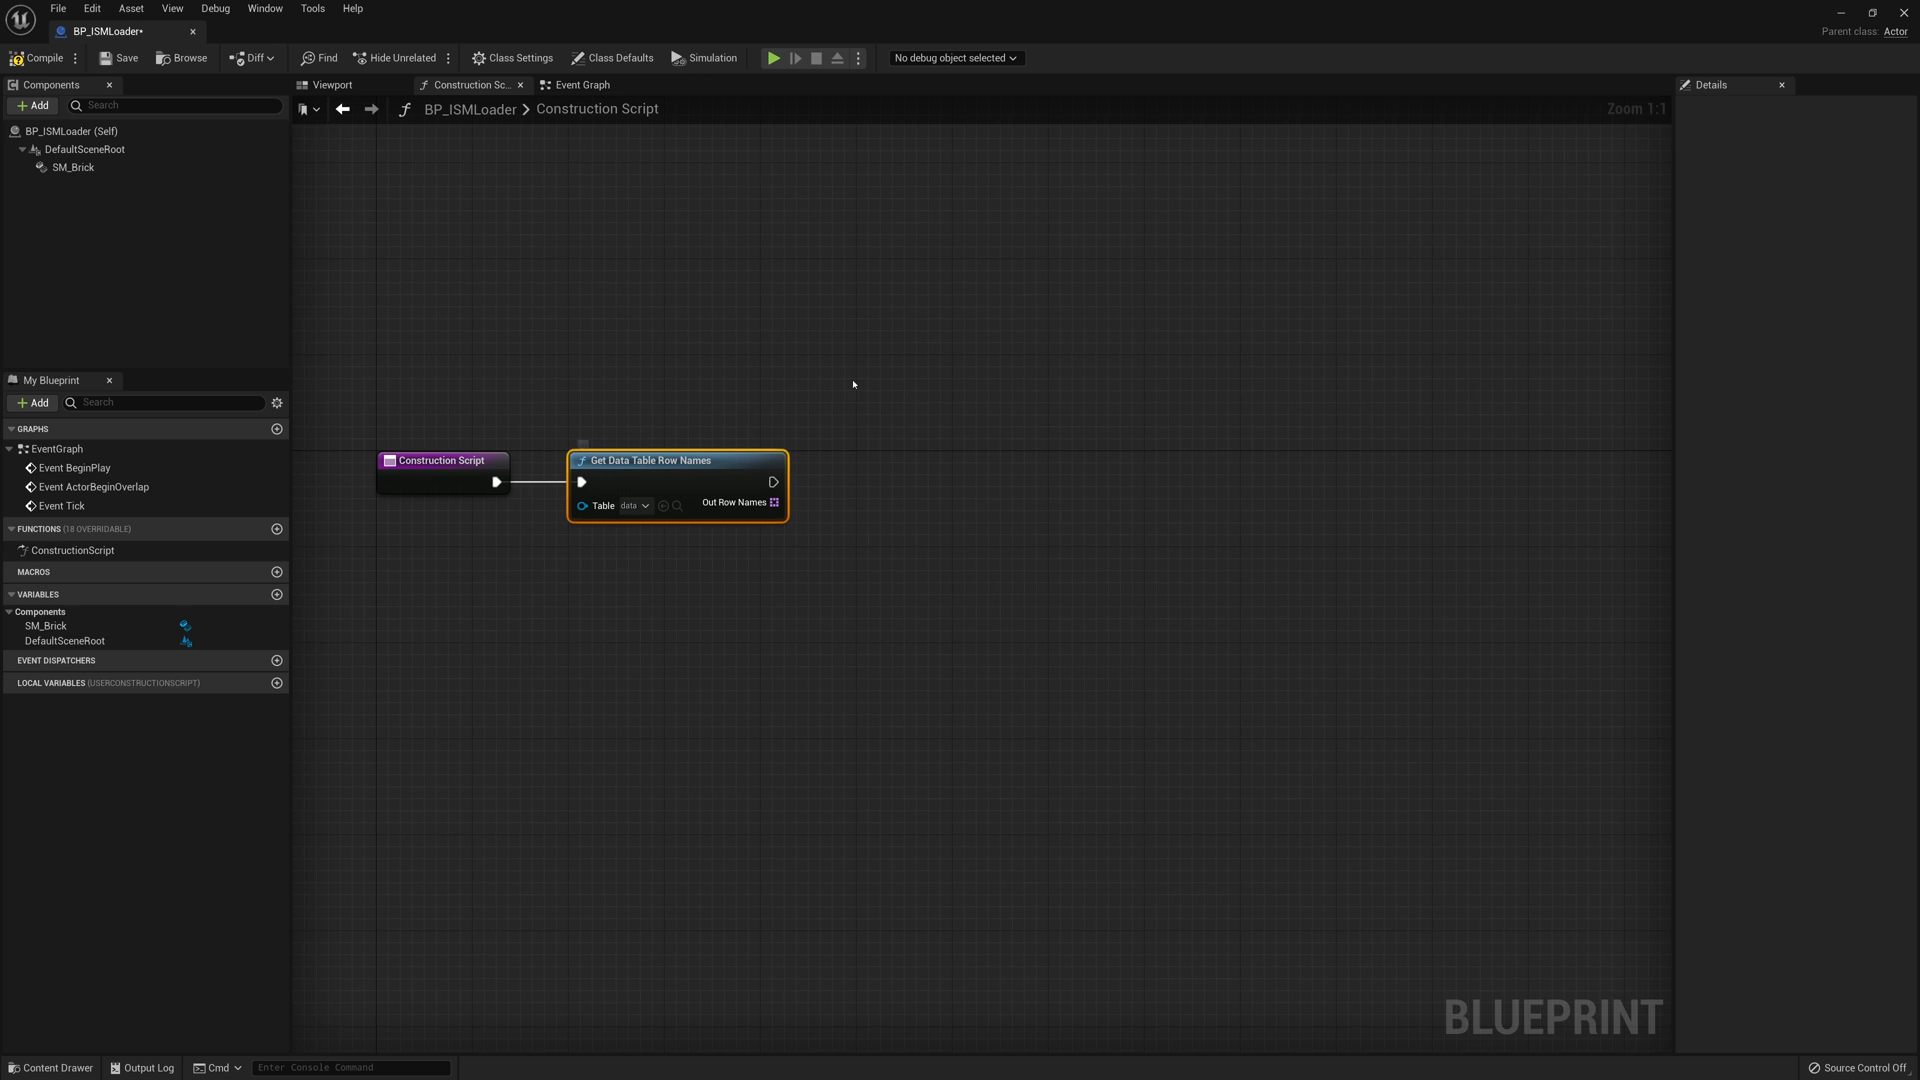 File Edit Asset View Debug Window Tools Help
BP_ISMLoader*
Parent class: Actor
Compile Save Browse Diff Find Hide Unrelated Class Settings Class Defaults Simulation No debug object selected
Components Viewport Construction Sc... Event Graph Details
Add Search
BP_ISMLoader > Construction Script Zoom 1:1
BP_ISMLoader (Self)
DefaultSceneRoot
SM_Brick
My Blueprint
Add Search
GRAPHS
EventGraph
Event BeginPlay
Event ActorBeginOverlap
Event Tick
FUNCTIONS (18 OVERRIDABLE)
ConstructionScript
MACROS
VARIABLES
Components
SM_Brick
DefaultSceneRoot
EVENT DISPATCHERS
LOCAL VARIABLES (USERCONSTRUCTIONSCRIPT)
Construction Script
Get Data Table Row Names
Table data Out Row Names
BLUEPRINT
Content Drawer Output Log Cmd Enter Console Command Source Control Off